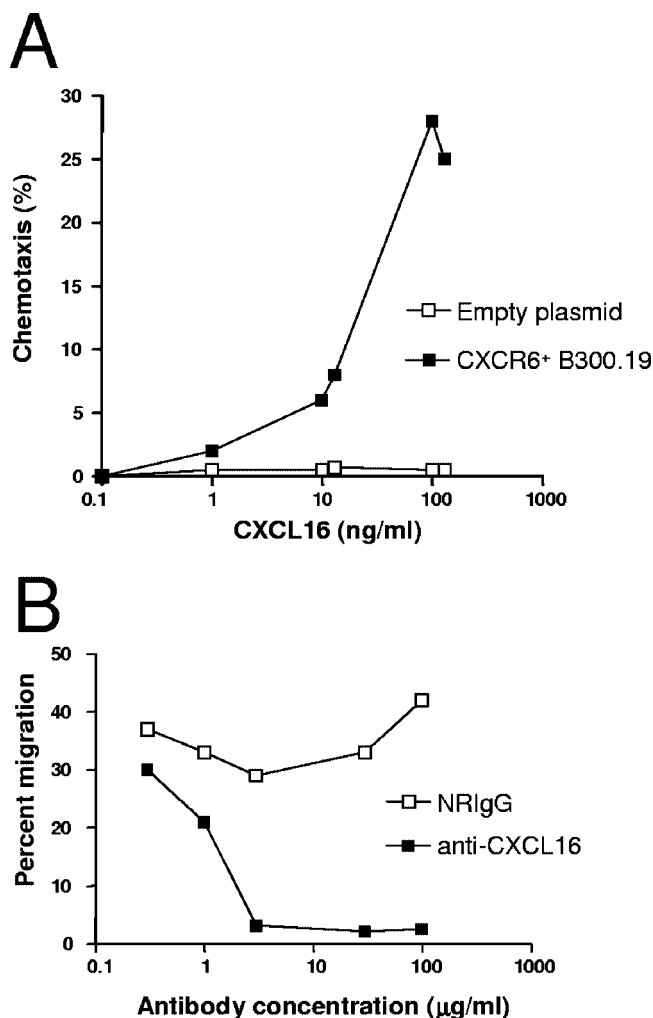 A
30
25
20
15
10
5
0
Chemotaxis (%)
Empty plasmid
CXCR6⁺ B300.19
0.1 1 10 100 1000
CXCL16 (ng/ml)
B
50
40
30
20
10
0
Percent migration
NRIgG
anti-CXCL16
0.1 1 10 100 1000
Antibody concentration (μg/ml)